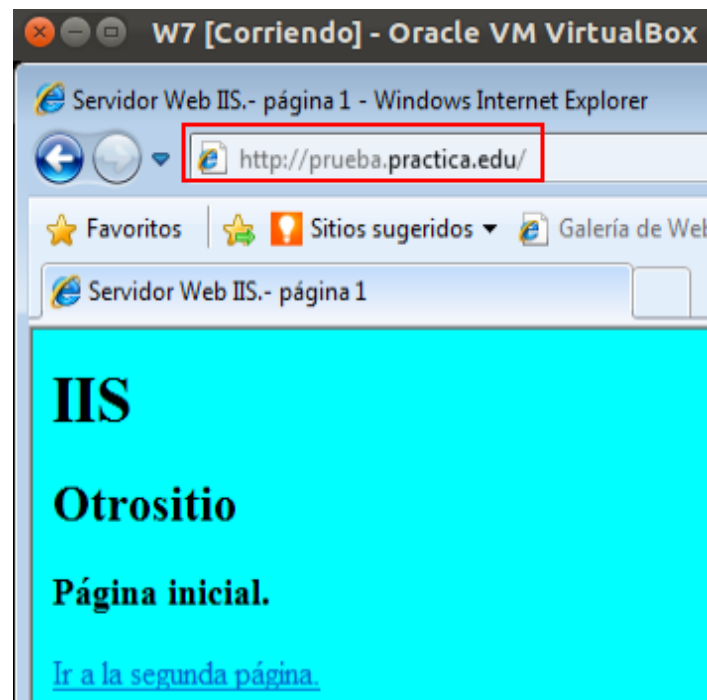 W7 [Corriendo] - Oracle VM VirtualBox
Servidor Web IIS.- página 1 - Windows Internet Explorer
http://prueba.practica.edu/
Favoritos Sitios sugeridos Galería de Web
Servidor Web IIS.- página 1
IIS
Otrositio
Página inicial.
Ir a la segunda página.